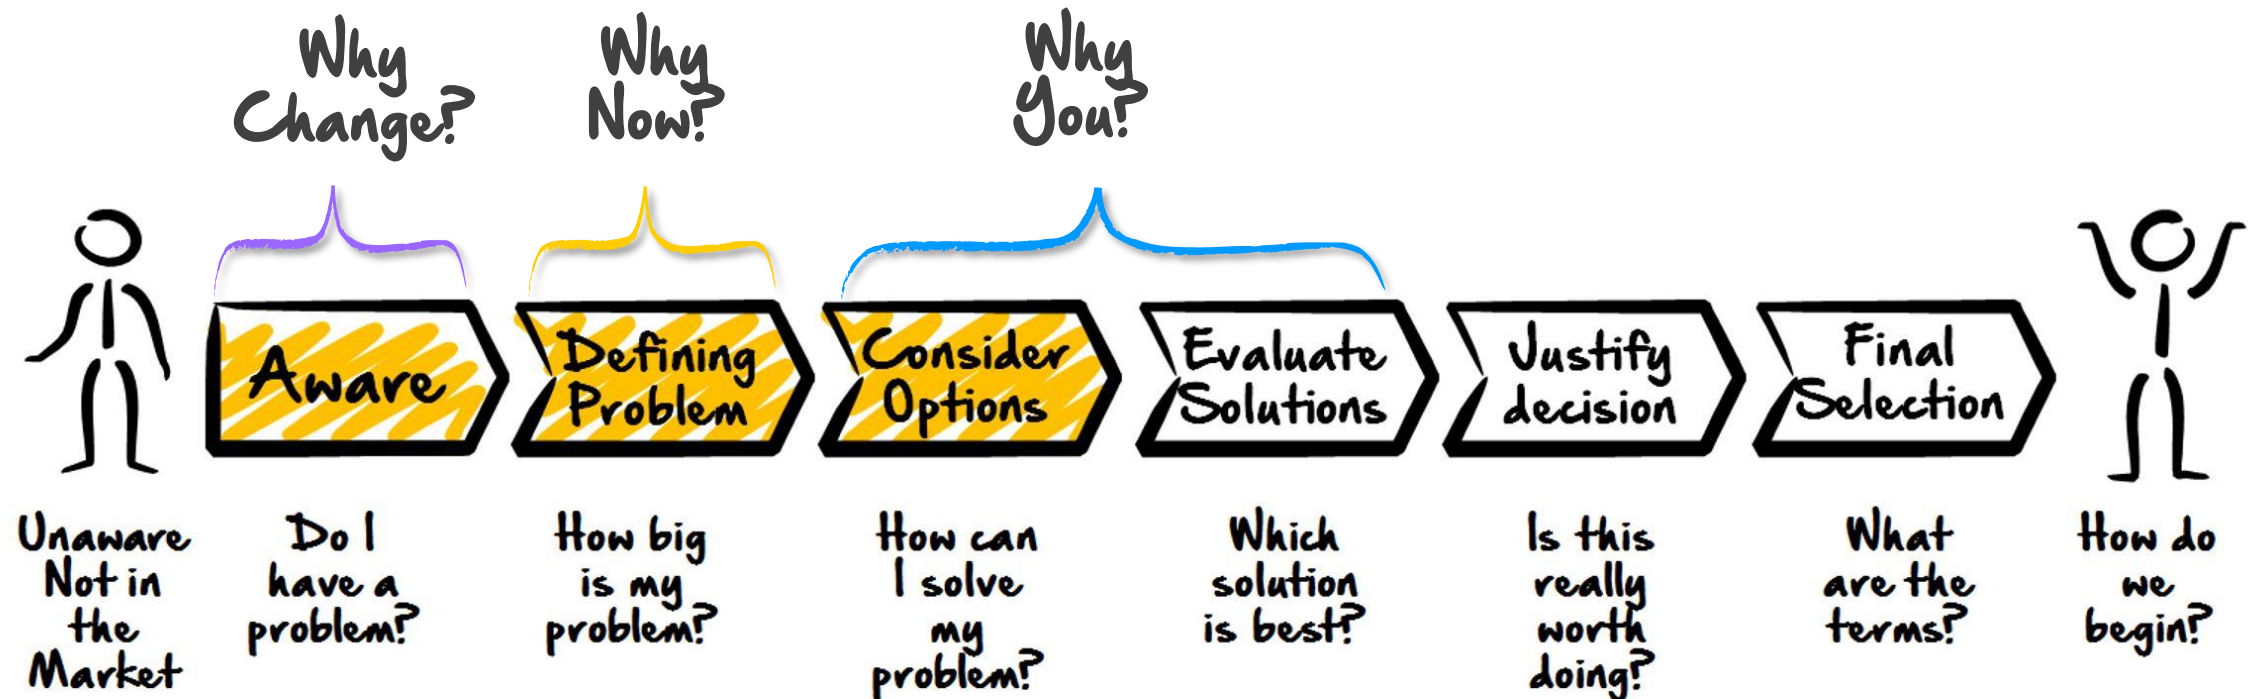 Why
Change?
Why
Now?
Why
You?
Aware
Defining
Problem
Consider
Options
Evaluate
Solutions
Justify
decision
Final
Selection
Unaware
Not in
the
Market
Do I
have a
problem?
How big
is my
problem?
How can
I solve
my
problem?
Which
solution
is best?
Is this
really
worth
doing?
What
are the
terms?
How do
we
begin?